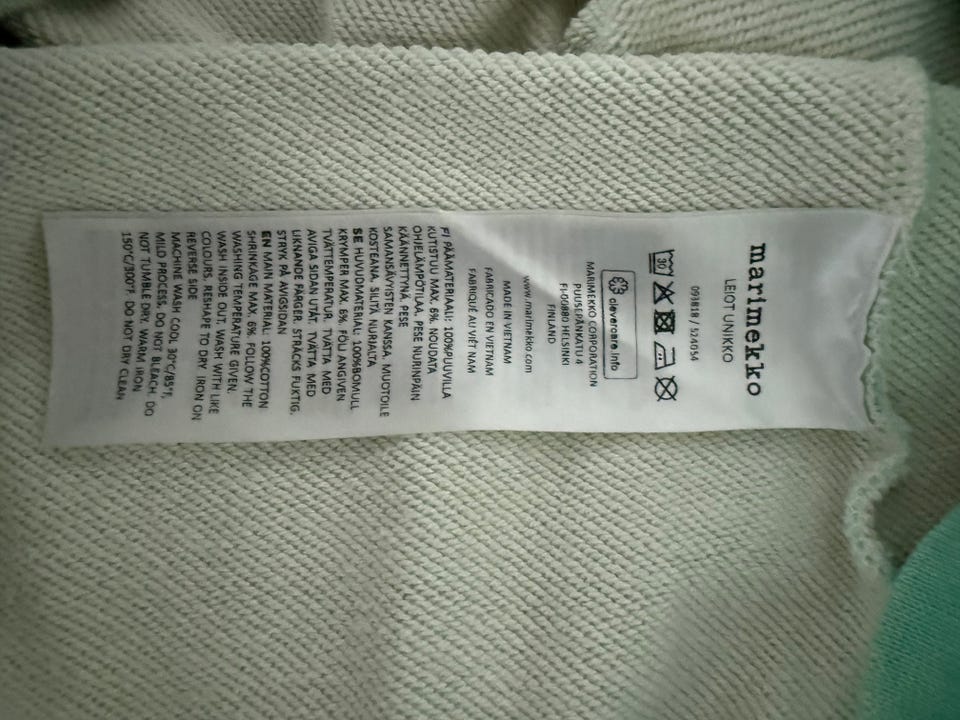 marimekko
LEIOT UNIKKO
093818 / 524054
30
clevercare.info
MARIMEKKO CORPORATION
PUUSEPÄNKATU 4
FI-00880 HELSINKI
FINLAND
www.marimekko.com
MADE IN VIETNAM
FABRICADO EN VIETNAM
FABRIQUÉ AU VIÊT NAM
FI PÄÄMATERIAALI: 100%PUUVILLA
KUTISTUU MAX. 6%. NOUDATA
OHJELÄMPÖTILAA. PESE NURINPÄIN
KÄÄNNETTYNÄ. PESE
SAMANSÄVYISTEN KANSSA. MUOTOILE
KOSTEANA. SILITÄ NURJALTA
SE HUVUDMATERIAL: 100%BOMULL
KRYMPER MAX. 6%. FÖLJ ANGIVEN
TVÄTTEMPERATUR. TVÄTTA MED
AVIGA SIDAN UTÅT. TVÄTTA MED
LIKNANDE FÄRGER. STRÄCKS FUKTIG.
STRYK PÅ AVIGSIDAN
EN MAIN MATERIAL: 100%COTTON
SHRINKAGE MAX. 6%. FOLLOW THE
WASHING TEMPERATURE GIVEN.
WASH INSIDE OUT. WASH WITH LIKE
COLOURS. RESHAPE TO DRY. IRON ON
REVERSE SIDE
MACHINE WASH COOL 30°C/85°F,
MILD PROCESS. DO NOT BLEACH. DO
NOT TUMBLE DRY. WARM IRON
150°C/300°F. DO NOT DRY CLEAN